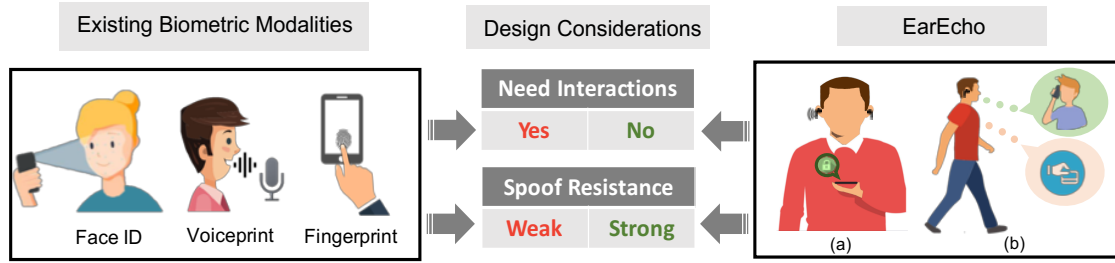 Existing Biometric Modalities
Design Considerations
EarEcho
Need Interactions
Yes No
Spoof Resistance
Weak Strong
Face ID Voiceprint Fingerprint
(a) (b)